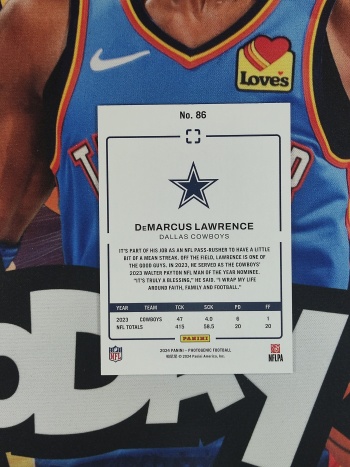 Love's
No. 86
DEMARCUS LAWRENCE
DALLAS COWBOYS
IT'S PART OF HIS JOB AS AN NFL PASS-RUSHER TO HAVE A LITTLE
BIT OF A MEAN STREAK. OFF THE FIELD, LAWRENCE IS ONE OF
THE GOOD GUYS. IN 2023, HE SERVED AS THE COWBOYS'
2023 WALTER PAYTON NFL MAN OF THE YEAR NOMINEE.
"IT'S TRULY A BLESSING," HE SAID. "I WRAP MY LIFE
AROUND FAITH, FAMILY AND FOOTBALL."
YEAR TEAM TCK SCK PD FF
2023 COWBOYS 47 4.0 6 1
NFL TOTALS 415 58.5 20 20
PANINI
2024 PANINI – PHOTOGENIC FOOTBALL
© 2024 Panini America, Inc.
NFL
NFLPA
ODAY